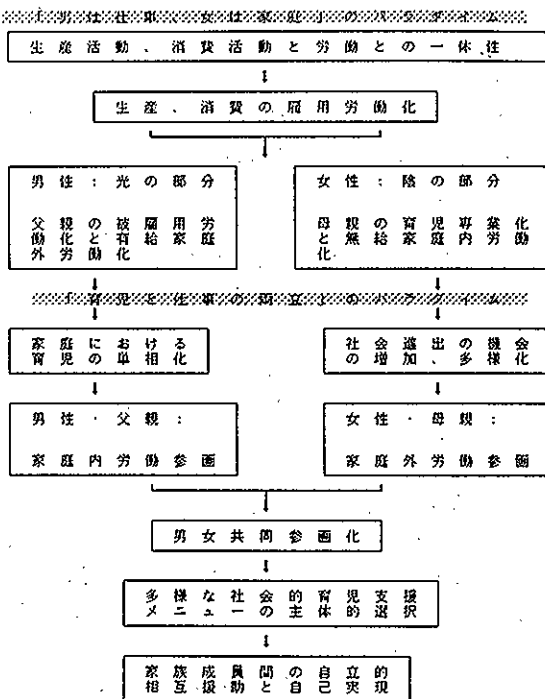 「男は仕事、女は家庭」のパラダイム
生産活動、消費活動と労働との一体性
↓
生産、消費の雇用労働化
↓
男性：光の部分
父親の被雇用労
働化と有給家庭
外労働化
女性：陰の部分
母親の育児専業化
と無給家庭内労働
化
↓
↓
「育児と仕事の両立」のパラダイム
家庭における
育児の単相化
社会進出の機会
の増加、多様化
↓
↓
男性・父親：
家庭内労働参画
女性・母親：
家庭外労働参画
↓
男女共同参画化
↓
多様な社会的育児支援
メニューの主体的選択
↓
家族成員間の自立的
相互援助と自己実現